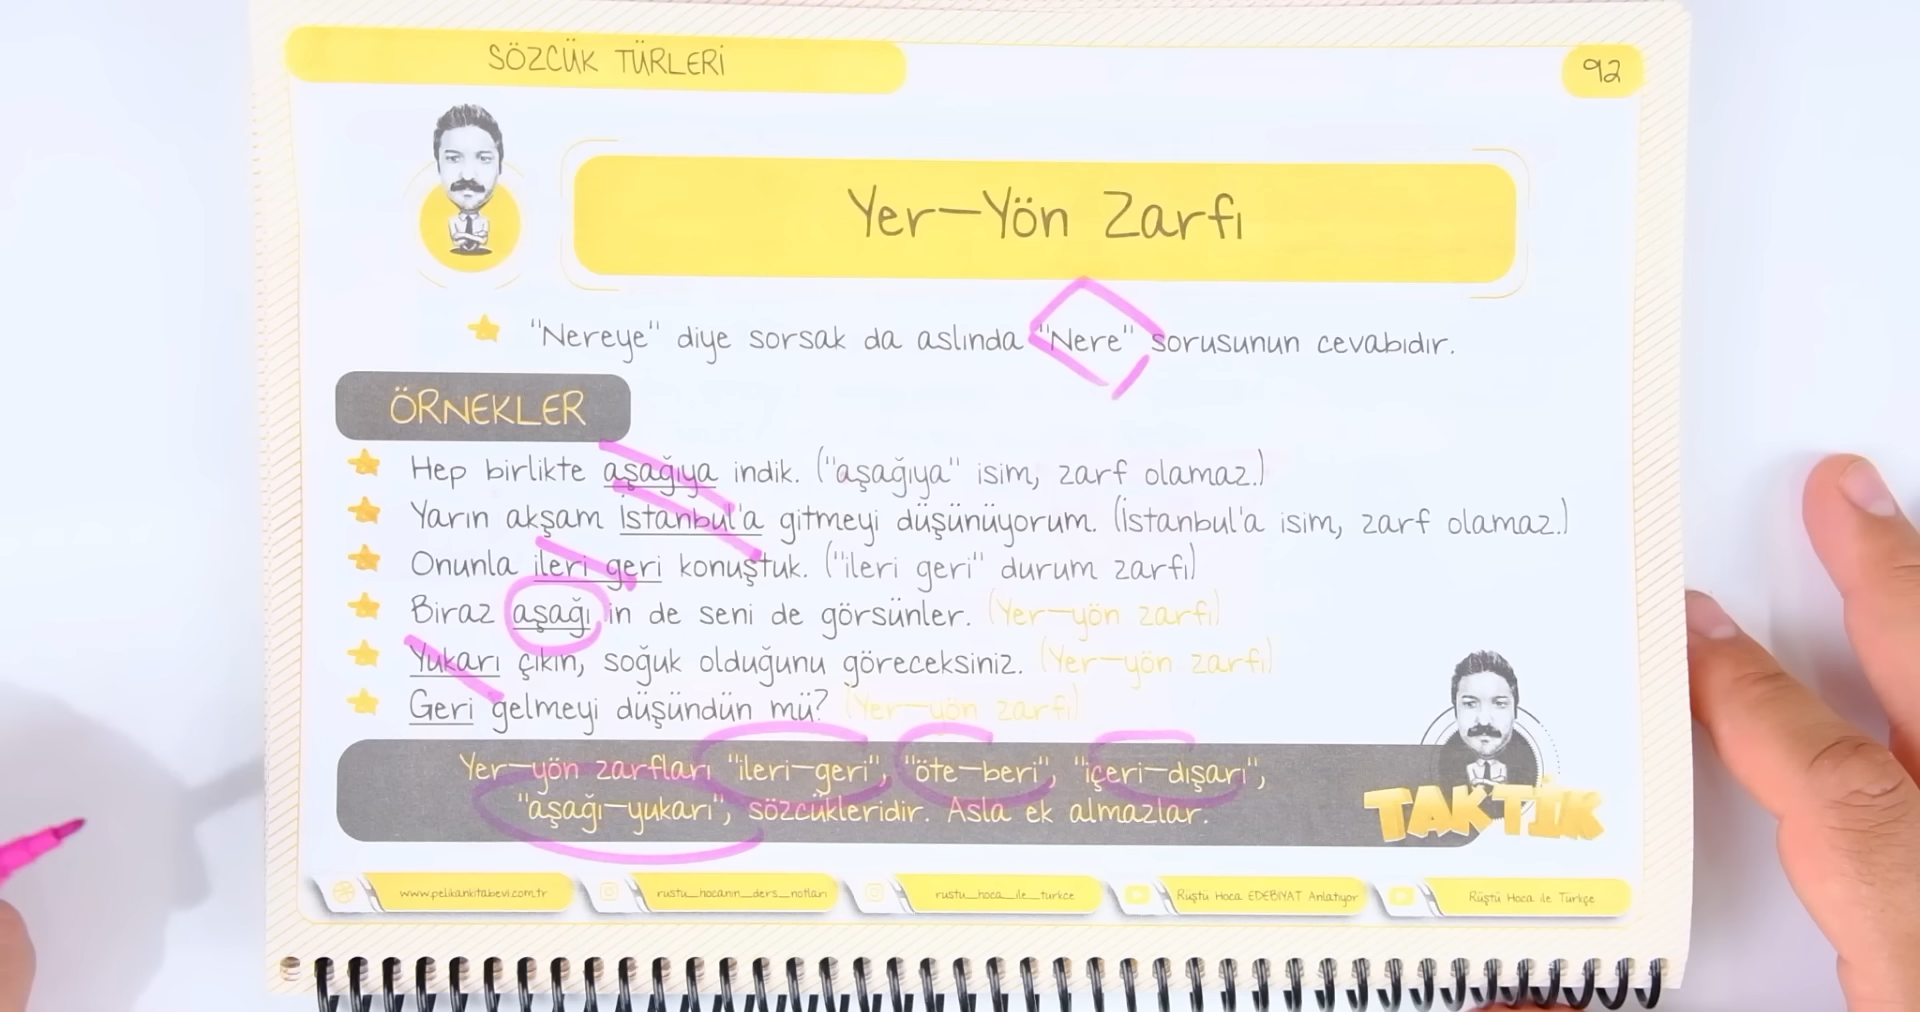 SÖZCÜK TÜRLERİ
92
Yer-Yön Zarfı
"Nereye" diye sorsak da aslında "Nere" sorusunun cevabıdır.
ÖRNEKLER
Hep birlikte aşağıya indik. ("aşağıya" isim, zarf olamaz.)
Yarın akşam İstanbul'a gitmeyi düşünüyorum. (İstanbul'a isim, zarf olamaz.)
Onunla ileri geri konuştuk. ("ileri geri" durum zarfı)
Biraz aşağı in de seni de görsünler. (Yer-yön zarfı)
Yukarı çıkın, soğuk olduğunu göreceksiniz. (Yer-yön zarfı)
Geri gelmeyi düşündün mü? (Yer-yön zarfı)
Yer-yön zarfları "ileri-geri", "öte-beri", "içeri-dışarı",
"aşağı-yukarı", sözcükleridir. Asla ek almazlar.
TAKTİK
www.pelikankitabevi.com.tr
rustu_hocanin_ders_notlari
rustu_hoca_ile_turkce
Rüştü Hoca EDEBİYAT Anlatıyor
Rüştü Hoca ile Türkçe